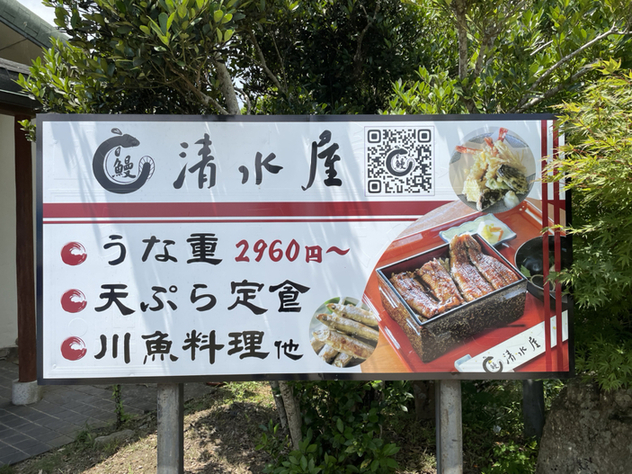 鰻 清水屋
うな重 2960円～
天ぷら定食
川魚料理 他
清水屋